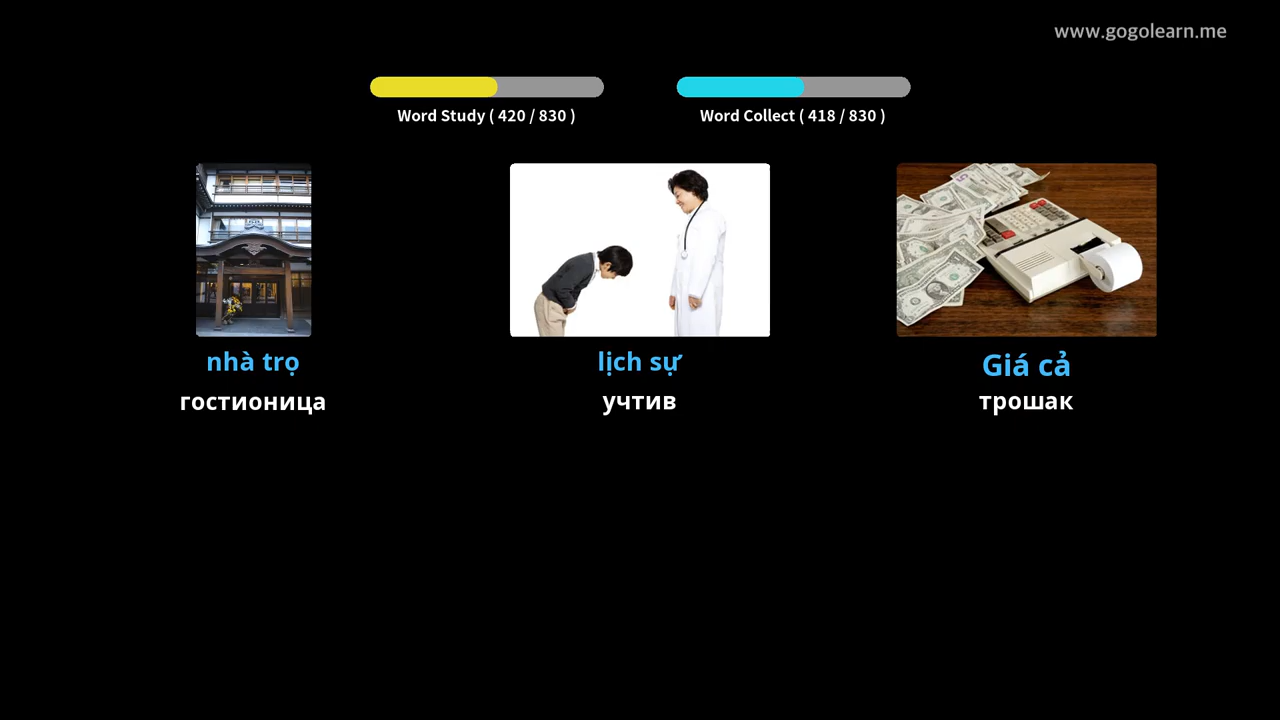 www.gogolearn.me
Word Study ( 420 / 830 )
Word Collect ( 418 / 830 )
nhà trọ
гостионица
lịch sự
учтив
Giá cả
трошак